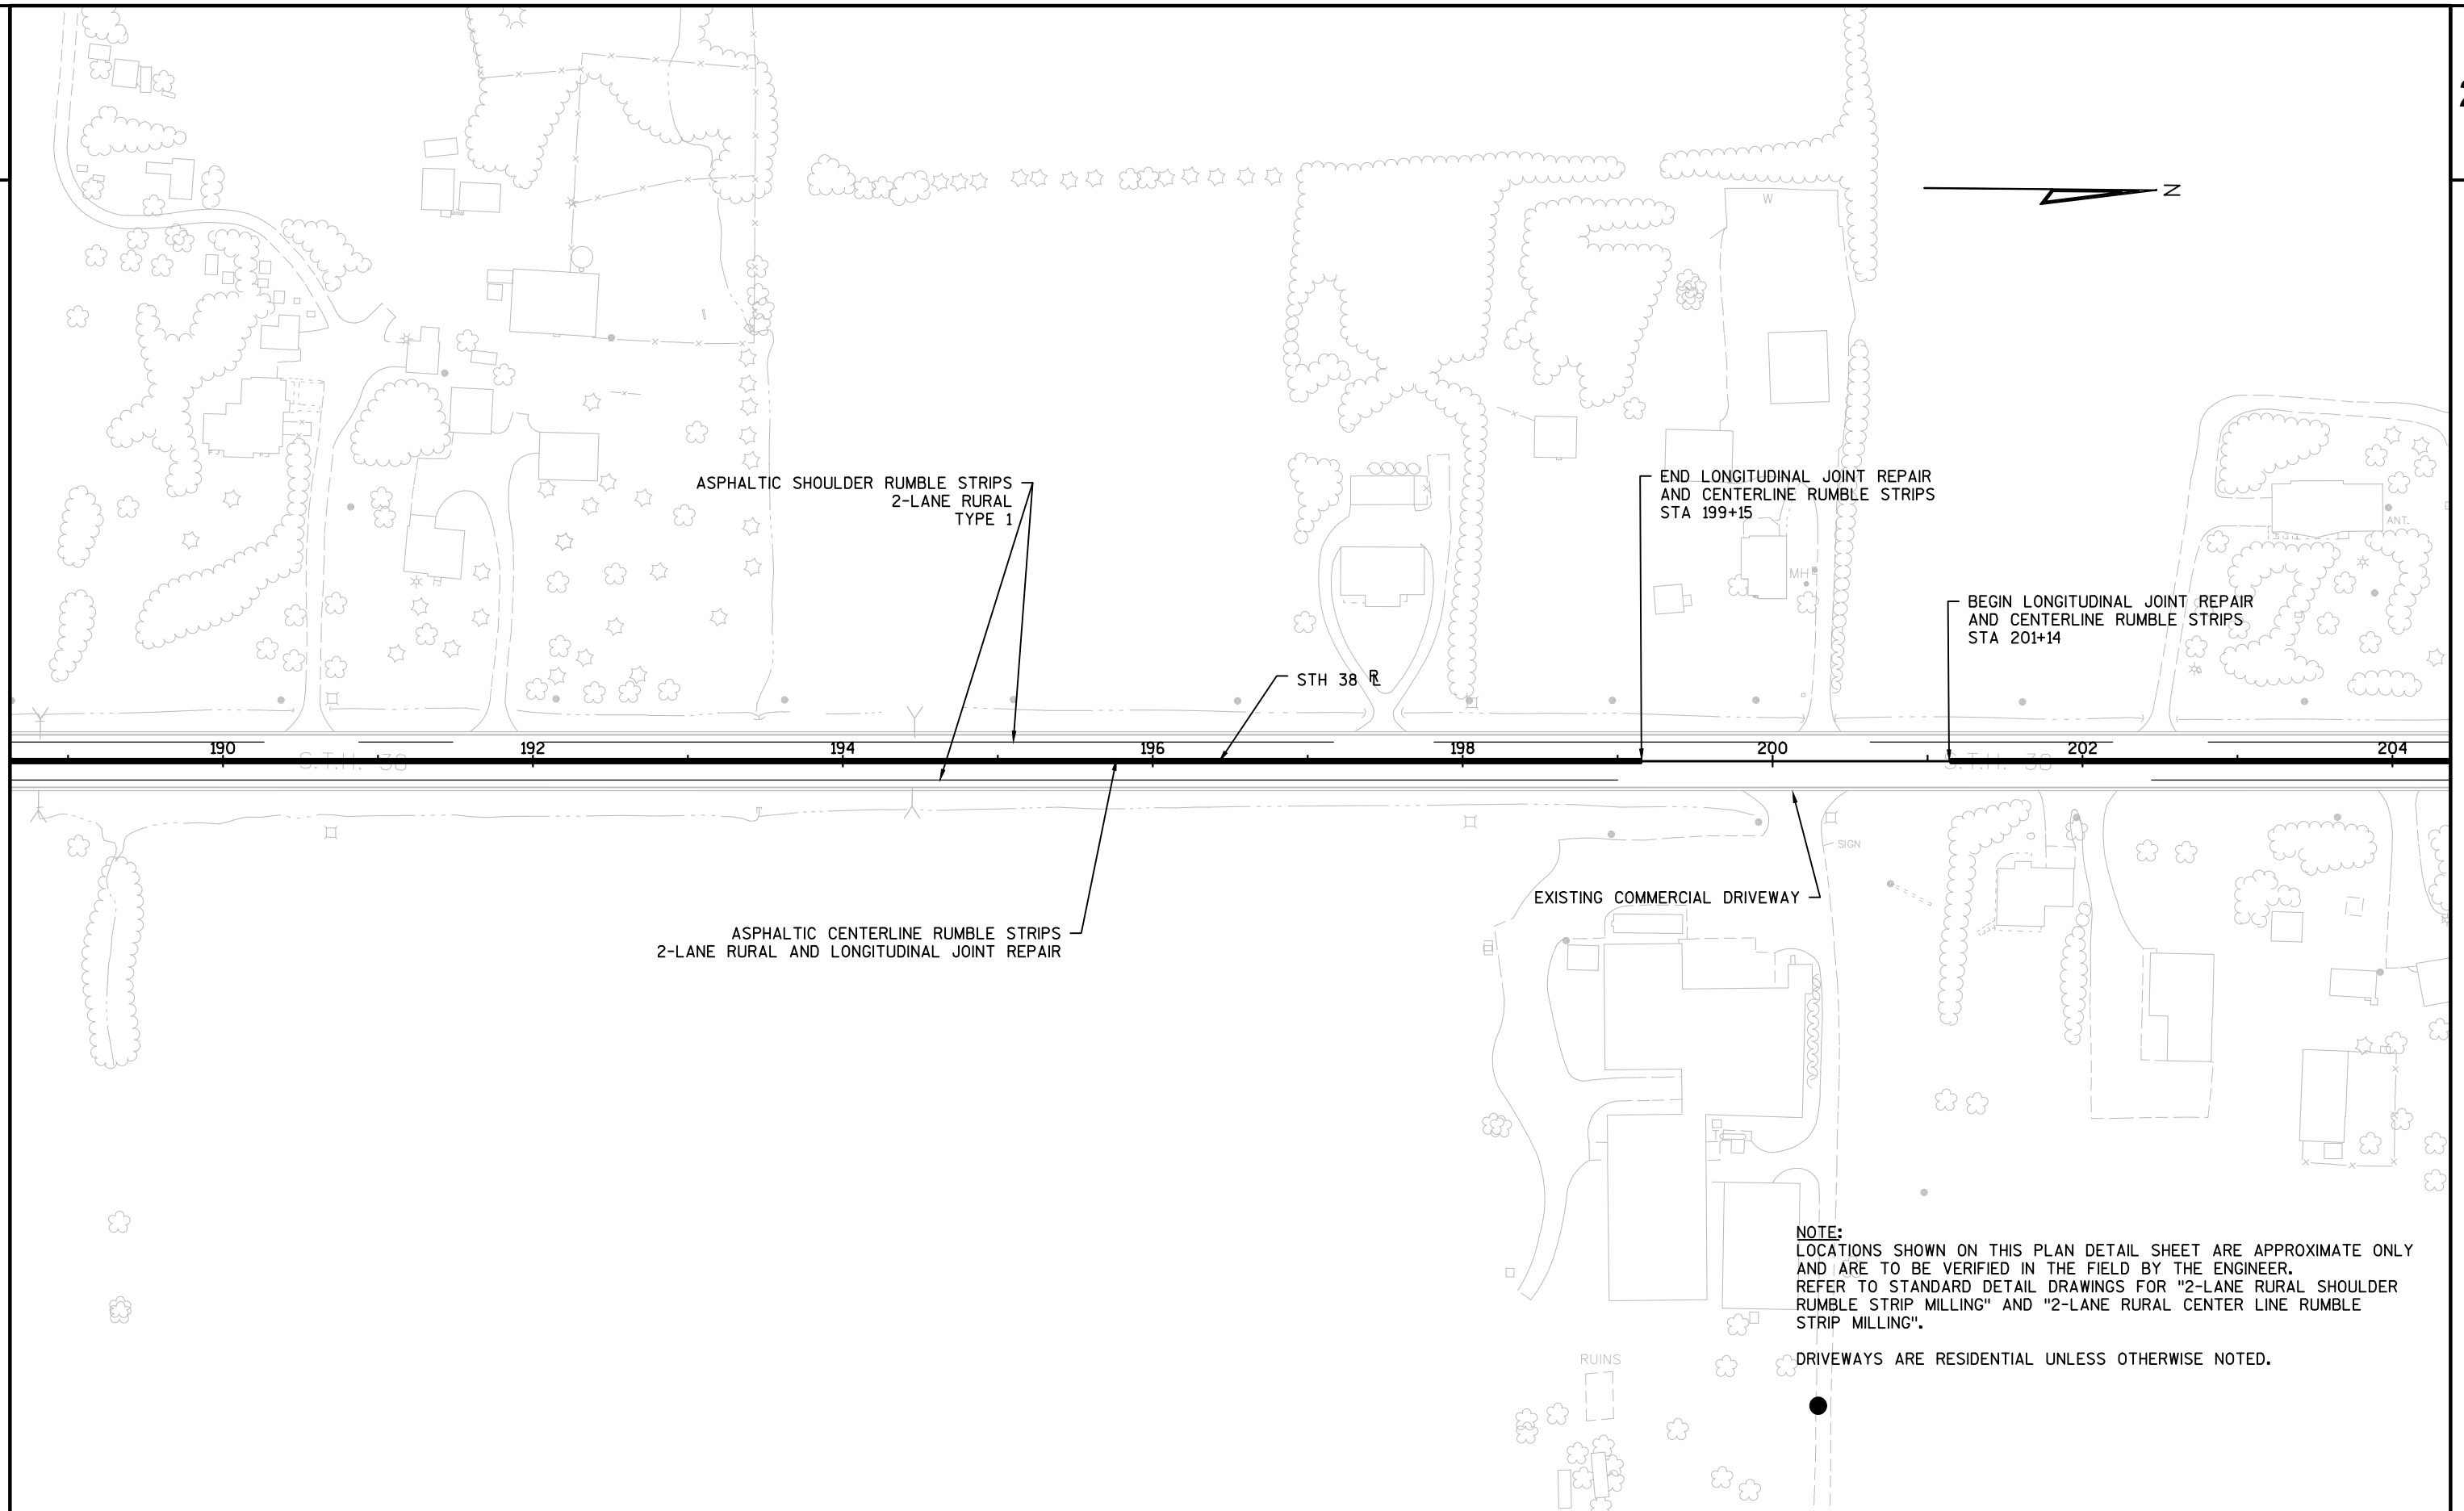 2
N
W
ASPHALTIC SHOULDER RUMBLE STRIPS
2-LANE RURAL
TYPE 1
END LONGITUDINAL JOINT REPAIR
AND CENTERLINE RUMBLE STRIPS
STA 199+15
ANT.
MH
BEGIN LONGITUDINAL JOINT REPAIR
AND CENTERLINE RUMBLE STRIPS
STA 201+14
STH 38 RL
190 192 194 196 198 200 202 204
S.T.H. 38 S.T.H. 38
SIGN
EXISTING COMMERCIAL DRIVEWAY
ASPHALTIC CENTERLINE RUMBLE STRIPS
2-LANE RURAL AND LONGITUDINAL JOINT REPAIR
T
NOTE:
LOCATIONS SHOWN ON THIS PLAN DETAIL SHEET ARE APPROXIMATE ONLY
AND ARE TO BE VERIFIED IN THE FIELD BY THE ENGINEER.
REFER TO STANDARD DETAIL DRAWINGS FOR "2-LANE RURAL SHOULDER
RUMBLE STRIP MILLING" AND "2-LANE RURAL CENTER LINE RUMBLE
STRIP MILLING".
DRIVEWAYS ARE RESIDENTIAL UNLESS OTHERWISE NOTED.
RUINS